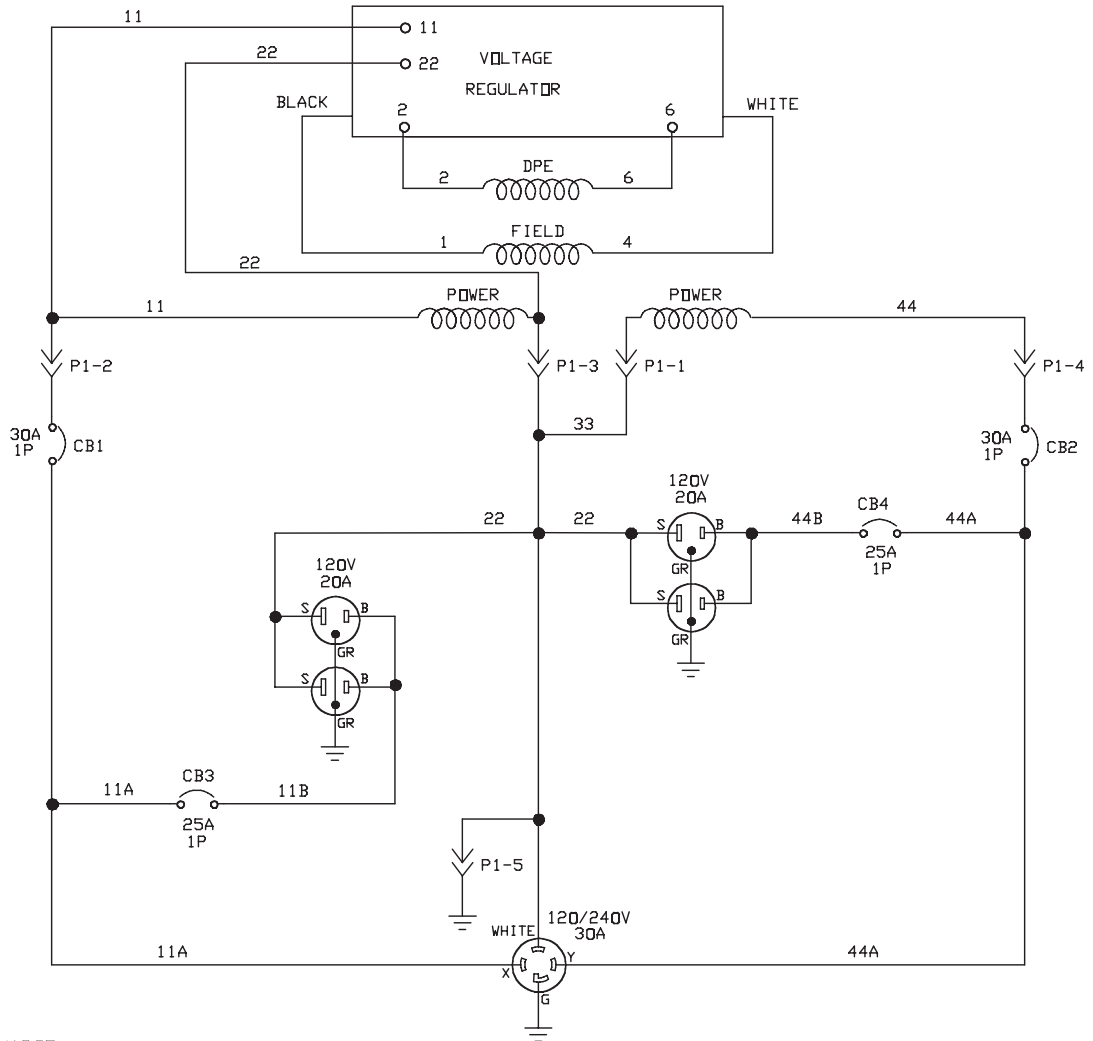 11
11
22
22
VOLTAGE
REGULATOR
BLACK
WHITE
2
6
DPE
2
6
FIELD
1
4
22
11
POWER
POWER
44
P1-2
P1-3
P1-1
P1-4
33
30A
1P
CB1
30A
1P
CB2
120V
20A
22
22
S
B
44B
CB4
44A
25A
1P
GR
S
B
GR
120V
20A
S
B
GR
S
B
GR
11A
CB3
11B
25A
1P
P1-5
120/240V
30A
WHITE
11A
X
Y
44A
G